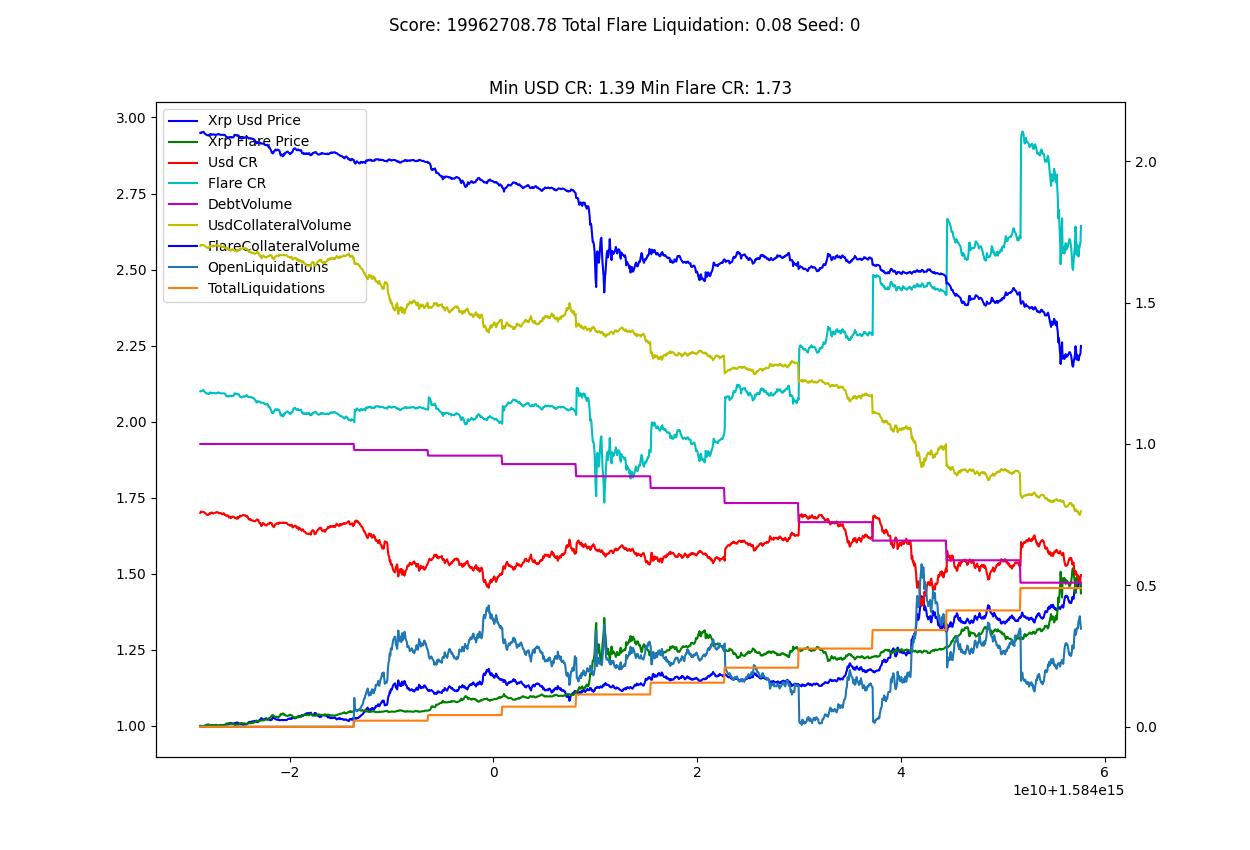 Score: 19962708.78 Total Flare Liquidation: 0.08 Seed: 0
Min USD CR: 1.39 Min Flare CR: 1.73
Xrp Usd Price
Xrp Flare Price
Usd CR
Flare CR
DebtVolume
UsdCollateralVolume
FlareCollateralVolume
OpenLiquidations
TotalLiquidations
3.00
2.75
2.50
2.25
2.00
1.75
1.50
1.25
1.00
2.0
1.5
1.0
0.5
0.0
−2
0
2
4
6
1e10+1.584e15